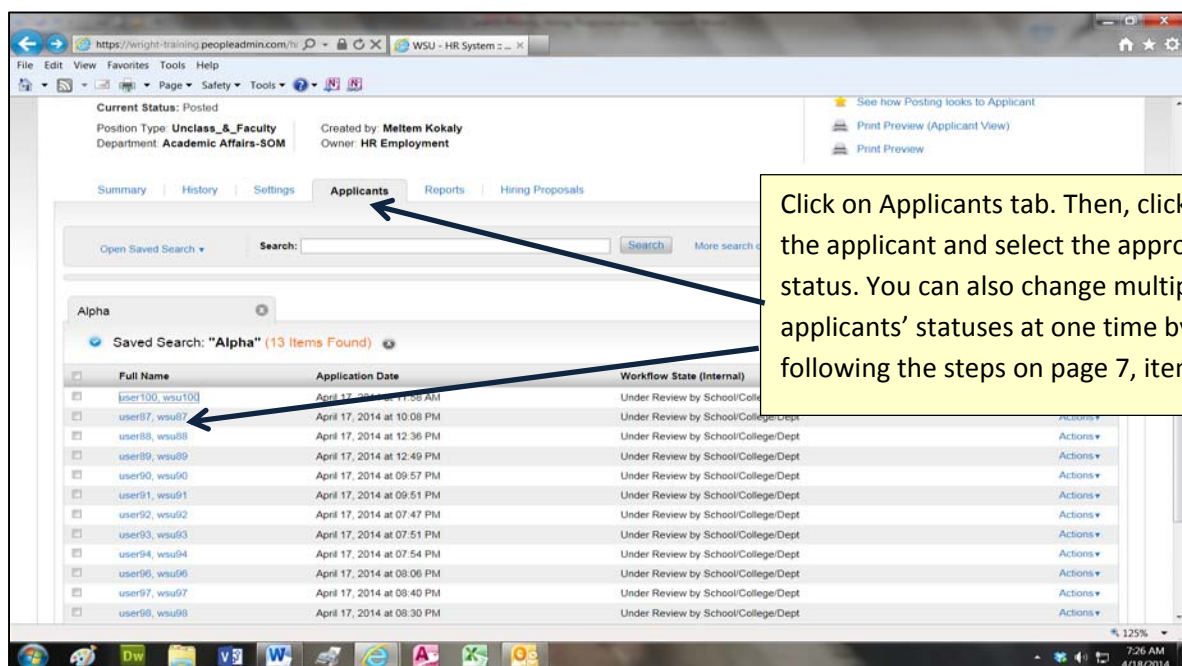 https://wright-training.peopleadmin.com/h
WSU - HR System :: ...
File Edit View Favorites Tools Help
Page Safety Tools
Current Status: Posted
Position Type: Unclass_&_Faculty
Department: Academic Affairs-SOM
Created by: Meltem Kokaly
Owner: HR Employment
See how Posting looks to Applicant
Print Preview (Applicant View)
Print Preview
Summary History Settings Applicants Reports Hiring Proposals
Open Saved Search Search: Search More search
Click on Applicants tab. Then, click
the applicant and select the appro
status. You can also change multip
applicants’ statuses at one time by
following the steps on page 7, item
Alpha
Saved Search: "Alpha" (13 Items Found)
Full Name Application Date Workflow State (Internal)
user100, wsu100 April 17, 2014 at 11:58 AM Under Review by School/Colle
user87, wsu87 April 17, 2014 at 10:08 PM Under Review by School/College/Dept Actions
user88, wsu88 April 17, 2014 at 12:36 PM Under Review by School/College/Dept Actions
user89, wsu89 April 17, 2014 at 12:49 PM Under Review by School/College/Dept Actions
user90, wsu90 April 17, 2014 at 09:57 PM Under Review by School/College/Dept Actions
user91, wsu91 April 17, 2014 at 09:51 PM Under Review by School/College/Dept Actions
user92, wsu92 April 17, 2014 at 07:47 PM Under Review by School/College/Dept Actions
user93, wsu93 April 17, 2014 at 07:51 PM Under Review by School/College/Dept Actions
user94, wsu94 April 17, 2014 at 07:54 PM Under Review by School/College/Dept Actions
user96, wsu96 April 17, 2014 at 08:06 PM Under Review by School/College/Dept Actions
user97, wsu97 April 17, 2014 at 08:40 PM Under Review by School/College/Dept Actions
user98, wsu98 April 17, 2014 at 08:30 PM Under Review by School/College/Dept Actions
125%
7:26 AM
4/18/2014